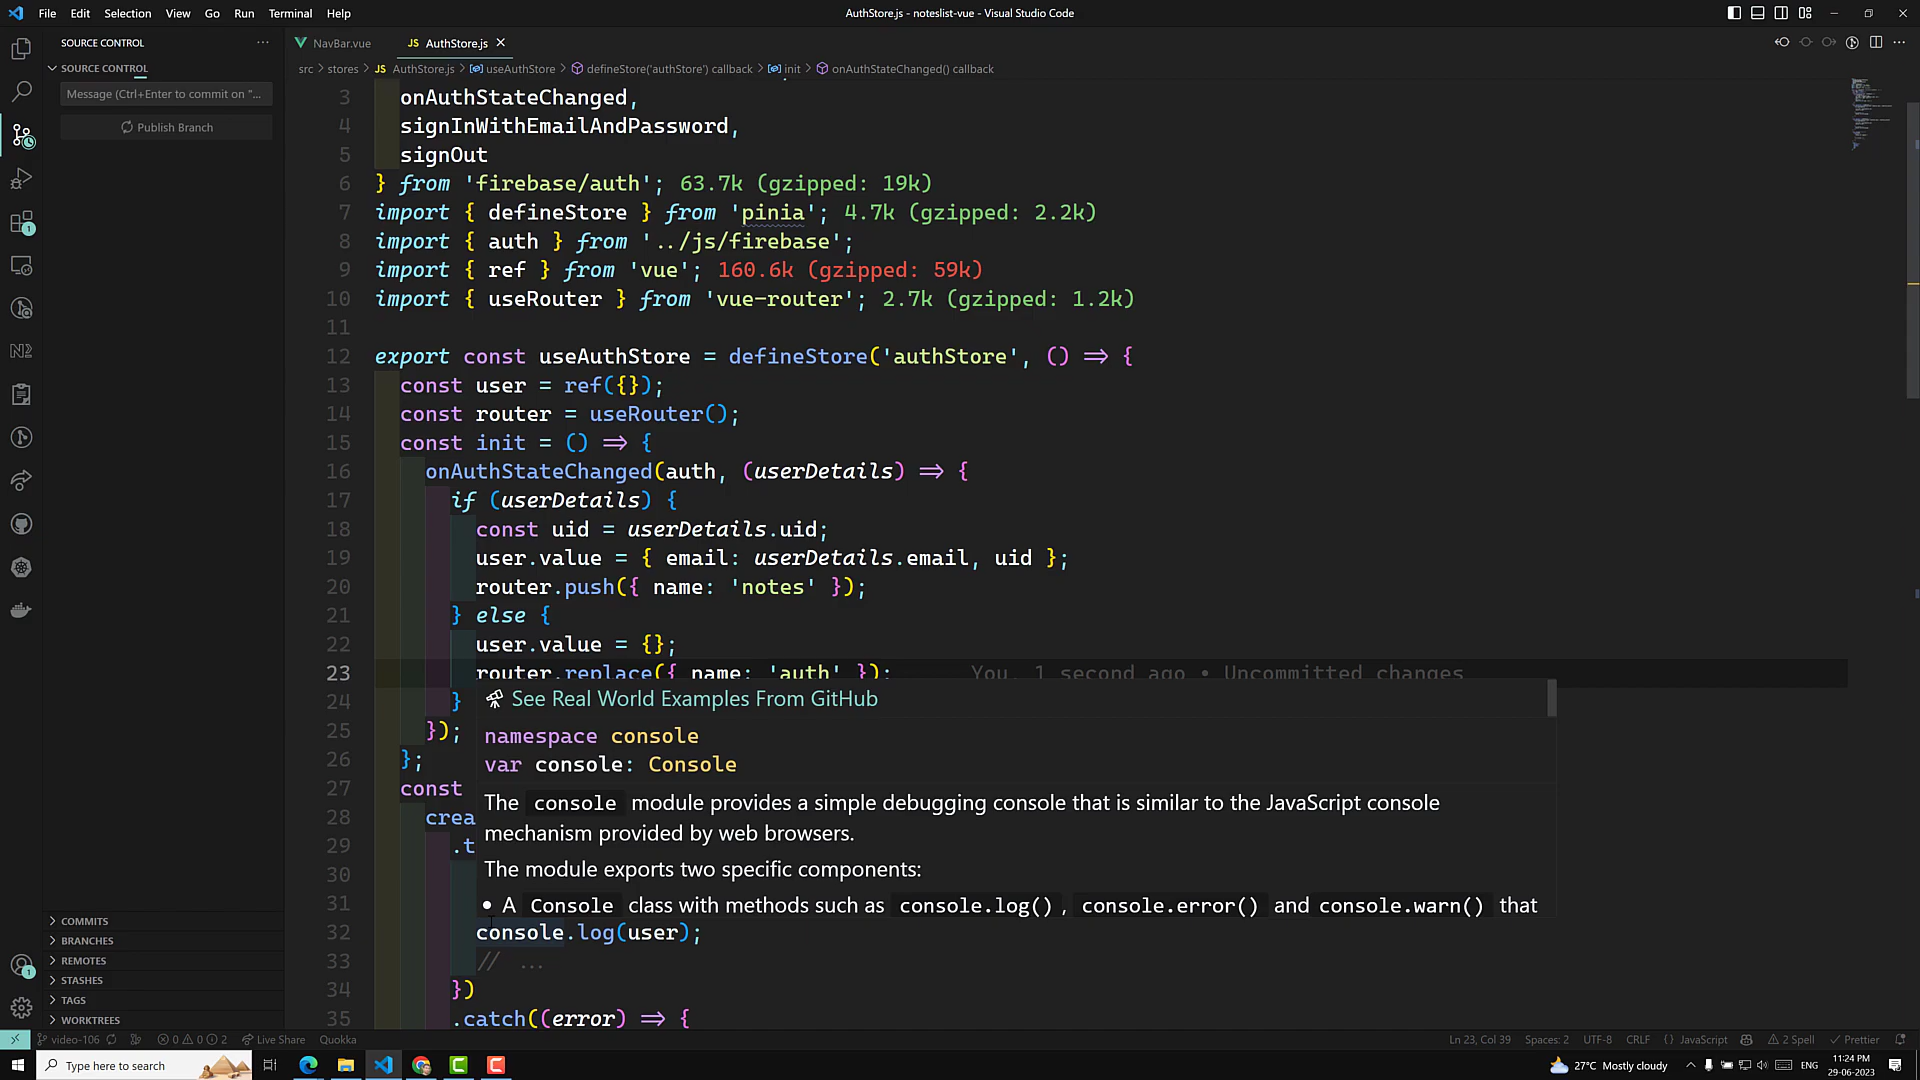 File Edit Selection View Go Run Terminal Help
AuthStore.js - noteslist-vue - Visual Studio Code
SOURCE CONTROL
SOURCE CONTROL
Message (Ctrl+Enter to commit on "...
Publish Branch
NavBar.vue
JS AuthStore.js
src > stores > JS AuthStore.js > useAuthStore > defineStore('authStore') callback > init > onAuthStateChanged() callback
3 onAuthStateChanged,
4 signInWithEmailAndPassword,
5 signOut
6 } from 'firebase/auth'; 63.7k (gzipped: 19k)
7 import { defineStore } from 'pinia'; 4.7k (gzipped: 2.2k)
8 import { auth } from '../js/firebase';
9 import { ref } from 'vue'; 160.6k (gzipped: 59k)
10 import { useRouter } from 'vue-router'; 2.7k (gzipped: 1.2k)
11
12 export const useAuthStore = defineStore('authStore', () => {
13 const user = ref({});
14 const router = useRouter();
15 const init = () => {
16 onAuthStateChanged(auth, (userDetails) => {
17 if (userDetails) {
18 const uid = userDetails.uid;
19 user.value = { email: userDetails.email, uid };
20 router.push({ name: 'notes' });
21 } else {
22 user.value = {};
23 router.replace({ name: 'auth' }); You, 1 second ago • Uncommitted changes
24 }
See Real World Examples From GitHub
25 });
namespace console
26 };
var console: Console
27 const
The console module provides a simple debugging console that is similar to the JavaScript console
28 crea
mechanism provided by web browsers.
29 .t
30
The module exports two specific components:
31
• A Console class with methods such as console.log(), console.error() and console.warn() that
32 console.log(user);
33 // ...
34 })
35 .catch((error) => {
COMMITS
BRANCHES
REMOTES
STASHES
TAGS
WORKTREES
video-106 0 0 2 Live Share Quokka
Ln 23, Col 39 Spaces: 2 UTF-8 CRLF {} JavaScript 2 Spell Prettier
Type here to search
27°C Mostly cloudy ENG
11:24 PM
29-06-2023